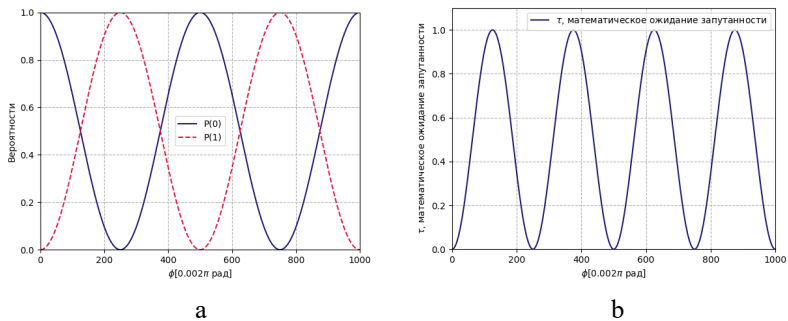 1.0
0.8
0.6
0.4
0.2
0.0
Вероятности
P(0)
P(1)
0 200 400 600 800 1000
ϕ[0.002π рад]
a
τ, математическое ожидание запутанности
1.0
0.8
0.6
0.4
0.2
0.0
τ, математическое ожидание запутанности
0 200 400 600 800 1000
ϕ[0.002π рад]
b